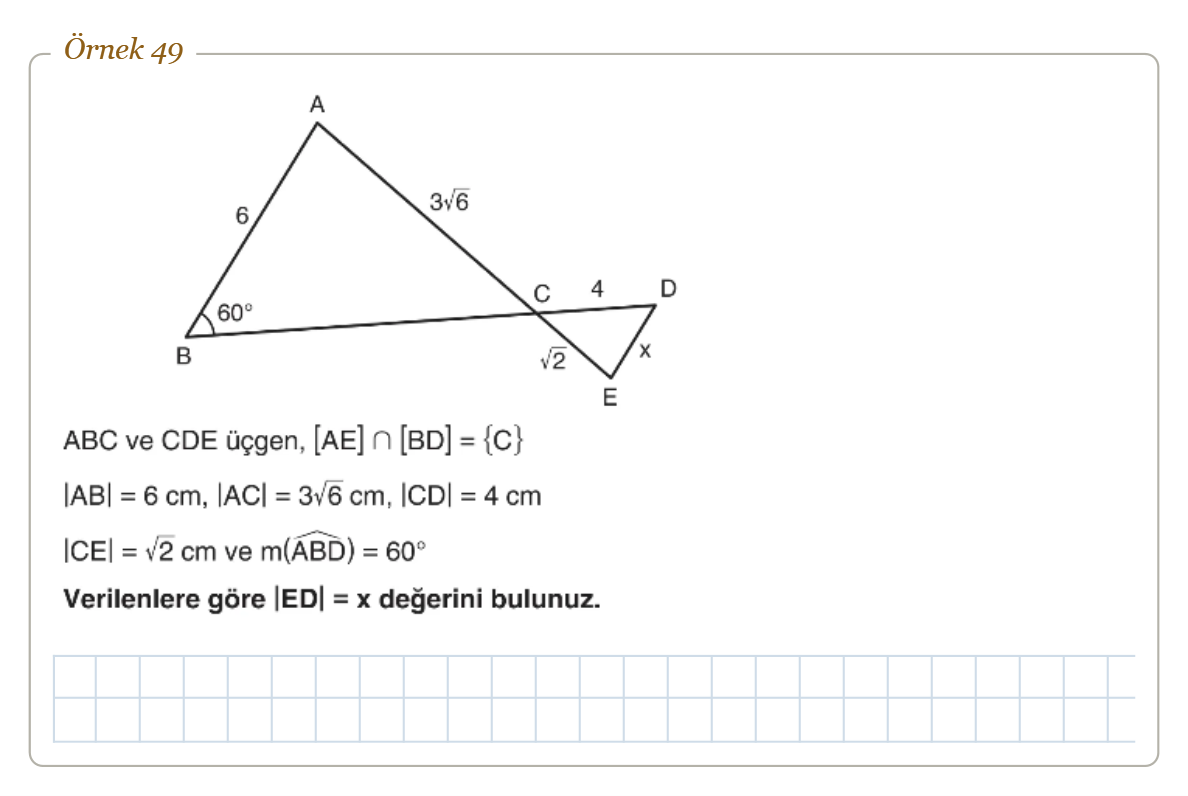 Örnek 49
A
6
3√6
60°
B
C
4
D
√2
x
E
ABC ve CDE üçgen, [AE] ∩ [BD] = {C}
|AB| = 6 cm, |AC| = 3√6 cm, |CD| = 4 cm
|CE| = √2 cm ve m(ABD) = 60°
Verilenlere göre |ED| = x değerini bulunuz.